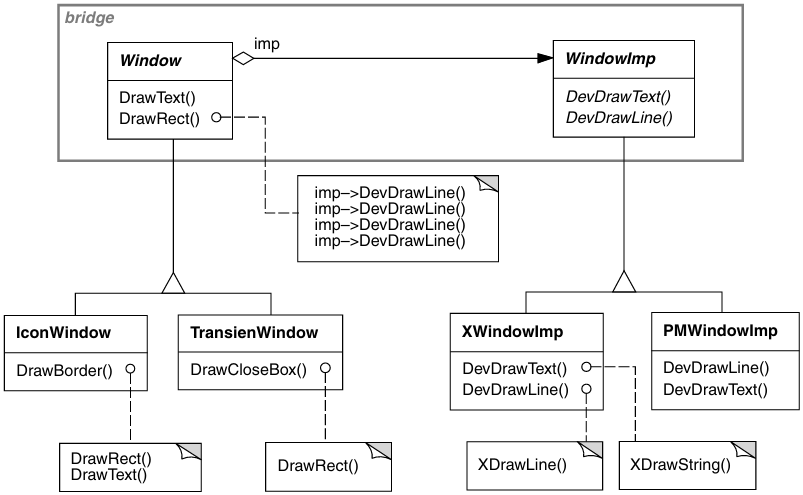 bridge
imp
Window
DrawText()
DrawRect()
WindowImp
DevDrawText()
DevDrawLine()
imp–>DevDrawLine()
imp–>DevDrawLine()
imp–>DevDrawLine()
imp–>DevDrawLine()
IconWindow
DrawBorder()
TransienWindow
DrawCloseBox()
XWindowImp
DevDrawText()
DevDrawLine()
PMWindowImp
DevDrawLine()
DevDrawText()
DrawRect()
DrawText()
DrawRect()
XDrawLine()
XDrawString()